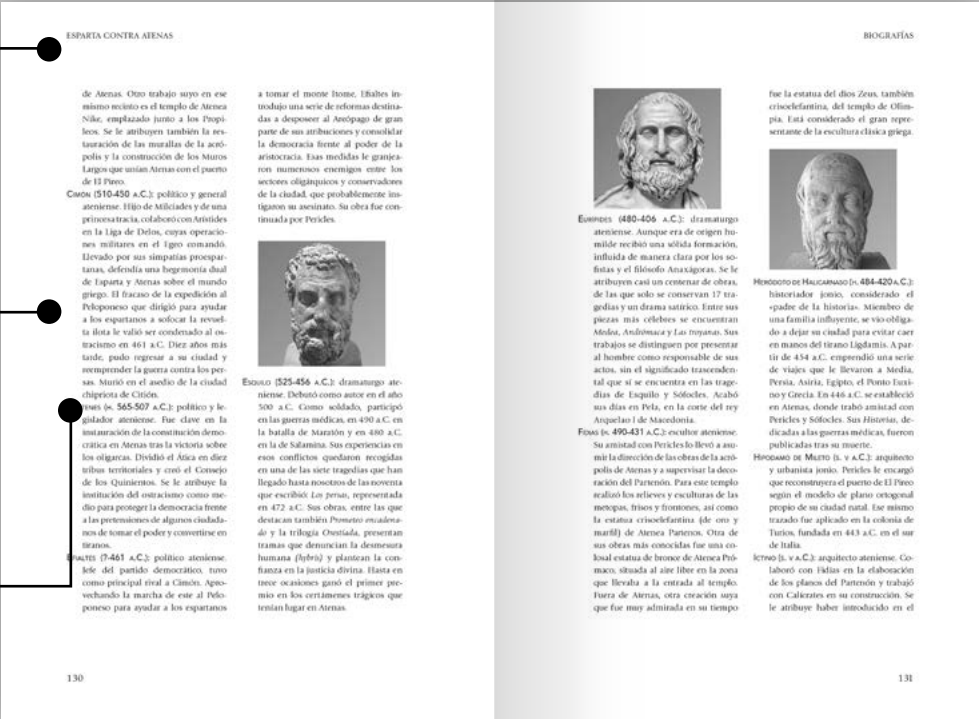 ESPARTA CONTRA ATENAS
de Atenas. Otro trabajo suyo en ese
mismo recinto es el templo de Atenea
Nike, emplazado junto a los Propi-
leos. Se le atribuyen también la res-
tauración de las murallas de la acró-
polis y la construcción de los Muros
Largos que unían Atenas con el puerto
de El Pireo.
Cimón (510-450 a.C.): político y general
ateniense. Hijo de Milciades y de una
princesa tracia, colaboró con Arístides
en la Liga de Delos, cuyas operacio-
nes militares en el Egeo comandó.
Llevado por sus simpatías proespar-
tanas, defendía una hegemonía dual
de Esparta y Atenas sobre el mundo
griego. El fracaso de la expedición al
Peloponeso que dirigió para ayudar
a los espartanos a sofocar la revuel-
ta ilota le valió ser condenado al os-
tracismo en 461 a.C. Diez años más
tarde, pudo regresar a su ciudad y
reemprender la guerra contra los per-
sas. Murió en el asedio de la ciudad
chipriota de Citión.
tenes (h. 565-507 a.C.): político y le-
gislador ateniense. Fue clave en la
instauración de la constitución demo-
crática en Atenas tras la victoria sobre
los oligarcas. Dividió el Ática en diez
tribus territoriales y creó el Consejo
de los Quinientos. Se le atribuye la
institución del ostracismo como me-
dio para proteger la democracia frente
a las pretensiones de algunos ciudada-
nos de tomar el poder y convertirse en
tiranos.
Efialtes (?-461 a.C.): político ateniense.
Jefe del partido democrático, tuvo
como principal rival a Cimón. Apro-
vechando la marcha de este al Pelo-
poneso para ayudar a los espartanos
a tomar el monte Itome, Efialtes in-
trodujo una serie de reformas destina-
das a desposeer al Areópago de gran
parte de sus atribuciones y consolidar
la democracia frente al poder de la
aristocracia. Esas medidas le granjea-
ron numerosos enemigos entre los
sectores oligárquicos y conservadores
de la ciudad, que probablemente ins-
tigaron su asesinato. Su obra fue con-
tinuada por Pericles.
Esquilo (525-456 a.C.): dramaturgo ate-
niense. Debutó como autor en el año
500 a.C. Como soldado, participó
en las guerras médicas, en 490 a.C. en
la batalla de Maratón y en 480 a.C.
en la de Salamina. Sus experiencias en
esos conflictos quedaron recogidas
en una de las siete tragedias que han
llegado hasta nosotros de las noventa
que escribió: Los persas, representada
en 472 a.C. Sus obras, entre las que
destacan también Prometeo encadena-
do y la trilogía Orestíada, presentan
tramas que denuncian la desmesura
humana (hybris) y plantean la con-
fianza en la justicia divina. Hasta en
trece ocasiones ganó el primer pre-
mio en los certámenes trágicos que
tenían lugar en Atenas.
130
BIOGRAFÍAS
Eurípides (480-406 a.C.): dramaturgo
ateniense. Aunque era de origen hu-
milde recibió una sólida formación,
influida de manera clara por los so-
fistas y el filósofo Anaxágoras. Se le
atribuyen casi un centenar de obras,
de las que solo se conservan 17 tra-
gedias y un drama satírico. Entre sus
piezas más célebres se encuentran
Medea, Andrómaca y Las troyanas. Sus
trabajos se distinguen por presentar
al hombre como responsable de sus
actos, sin el significado trascenden-
tal que sí se encuentra en las trage-
dias de Esquilo y Sófocles. Acabó
sus días en Pela, en la corte del rey
Arquelao I de Macedonia.
Fidias (h. 490-431 a.C.): escultor ateniense.
Su amistad con Pericles lo llevó a asu-
mir la dirección de las obras de la acró-
polis de Atenas y a supervisar la deco-
ración del Partenón. Para este templo
realizó los relieves y esculturas de las
metopas, frisos y frontones, así como
la estatua crisoelefantina (de oro y
marfil) de Atenea Partenos. Otra de
sus obras más conocidas fue una co-
losal estatua de bronce de Atenea Pró-
maco, situada al aire libre en la zona
que llevaba a la entrada al templo.
Fuera de Atenas, otra creación suya
que fue muy admirada en su tiempo
fue la estatua del dios Zeus, también
crisoelefantina, del templo de Olim-
pia. Está considerado el gran repre-
sentante de la escultura clásica griega.
Heródoto de Halicarnaso (h. 484-420 a.C.):
historiador jonio, considerado el
«padre de la historia». Miembro de
una familia influyente, se vio obliga-
do a dejar su ciudad para evitar caer
en manos del tirano Ligdamis. A par-
tir de 454 a.C. emprendió una serie
de viajes que le llevaron a Media,
Persia, Asiria, Egipto, el Ponto Euxi-
no y Grecia. En 446 a.C. se estableció
en Atenas, donde trabó amistad con
Pericles y Sófocles. Sus Historias, de-
dicadas a las guerras médicas, fueron
publicadas tras su muerte.
Hipodamo de Mileto (s. v a.C.): arquitecto
y urbanista jonio. Pericles le encargó
que reconstruyera el puerto de El Pireo
según el modelo de plano ortogonal
propio de su ciudad natal. Ese mismo
trazado fue aplicado en la colonia de
Turios, fundada en 443 a.C. en el sur
de Italia.
Ictino (s. v a.C.): arquitecto ateniense. Co-
laboró con Fidias en la elaboración
de los planos del Partenón y trabajó
con Calícrates en su construcción. Se
le atribuye haber introducido en el
131